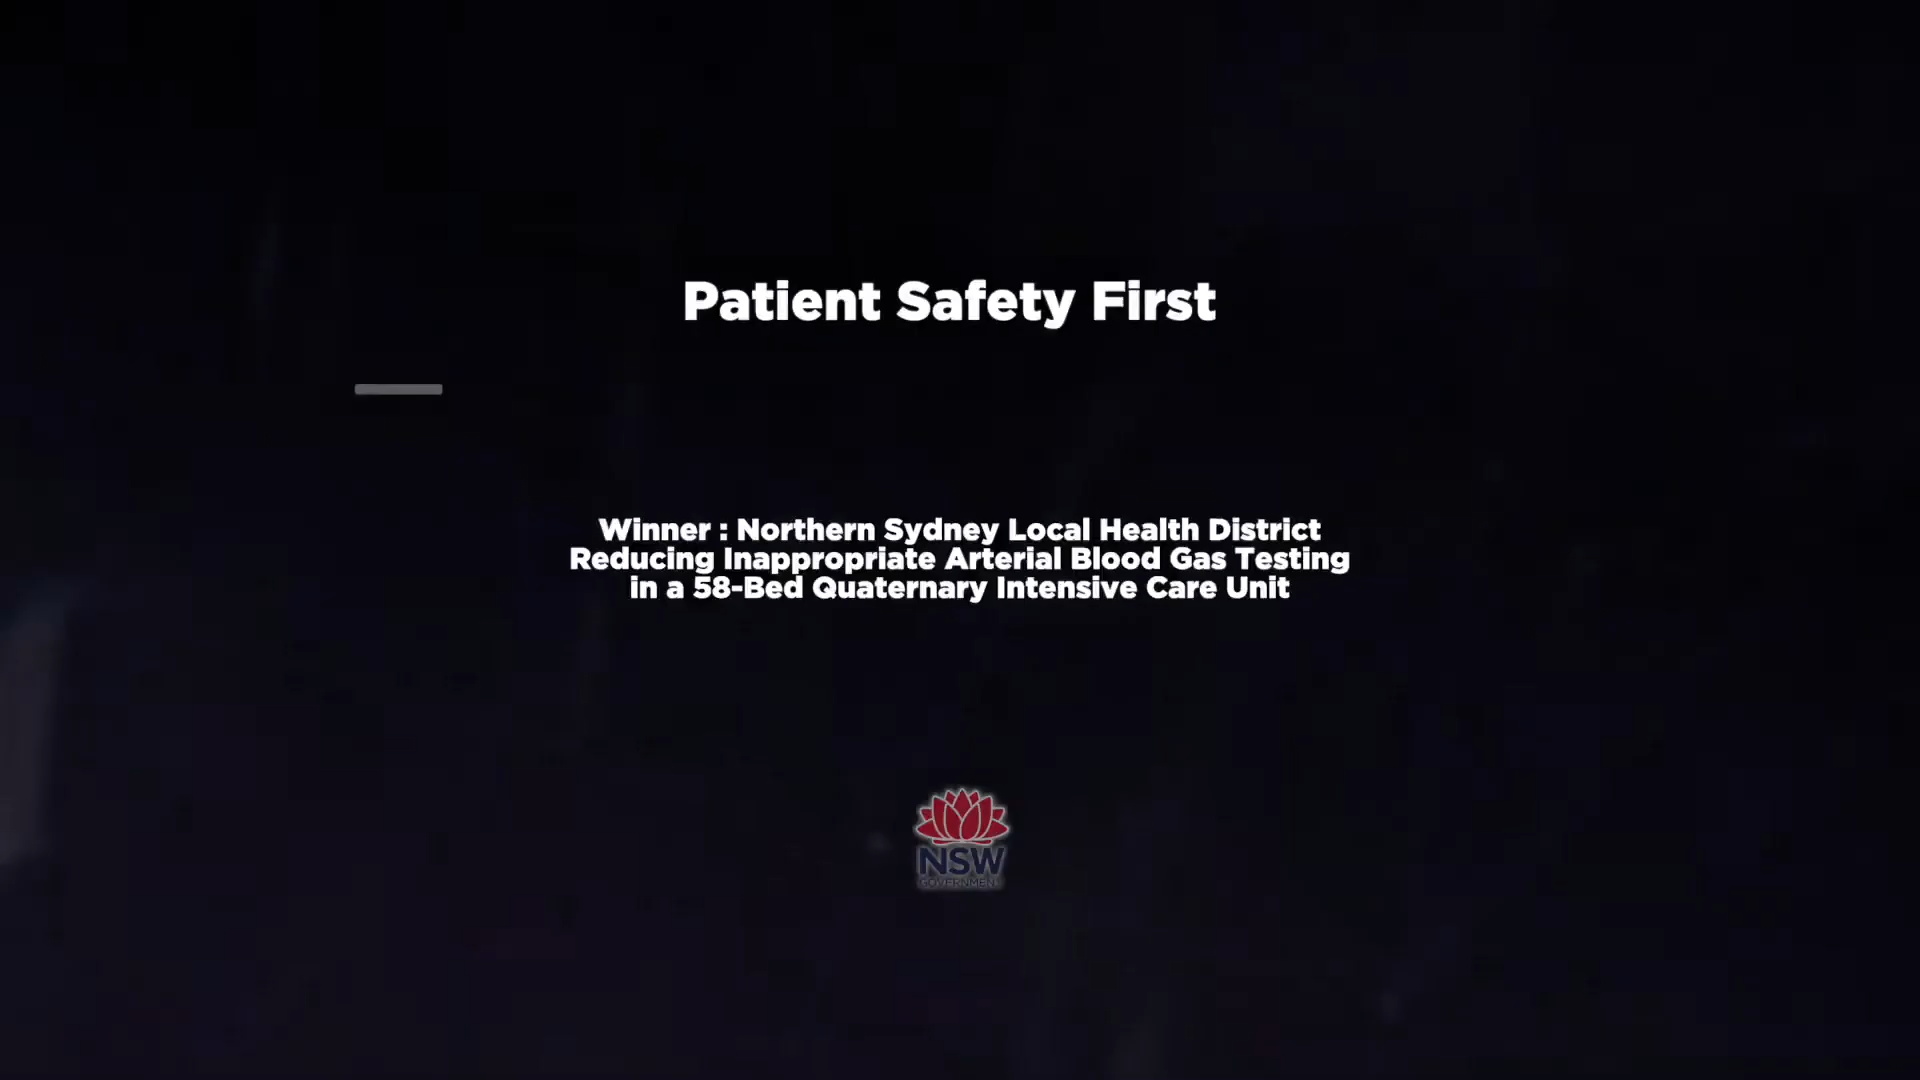 Patient Safety First
Winner : Northern Sydney Local Health District
Reducing Inappropriate Arterial Blood Gas Testing
in a 58-Bed Quaternary Intensive Care Unit
NSW
GOVERNMENT